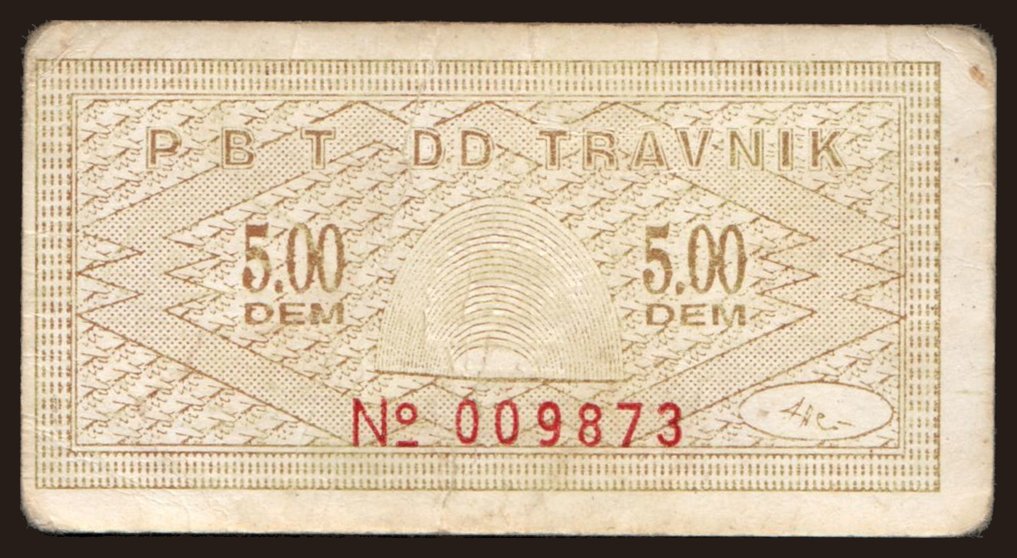 P B T DD TRAVNIK
5.00 5.00
DEM DEM
№ 009873